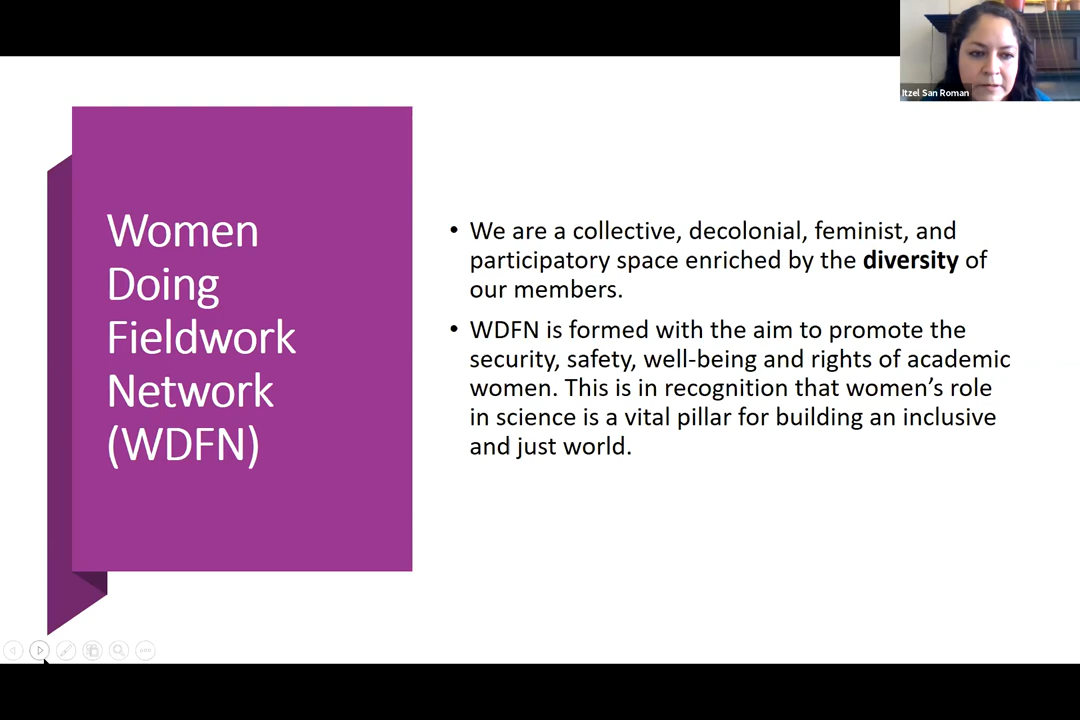 Itzel San Roman
Women
Doing
Fieldwork
Network
(WDFN)
• We are a collective, decolonial, feminist, and
participatory space enriched by the diversity of
our members.
• WDFN is formed with the aim to promote the
security, safety, well-being and rights of academic
women. This is in recognition that women’s role
in science is a vital pillar for building an inclusive
and just world.